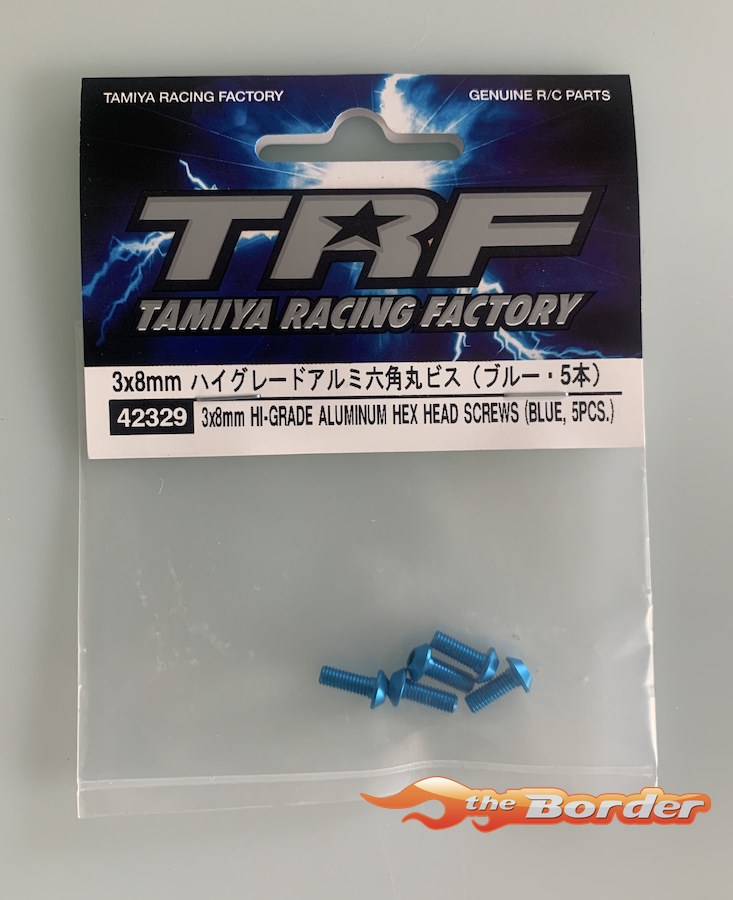 TAMIYA RACING FACTORY
GENUINE R/C PARTS
TRF
TAMIYA RACING FACTORY
3x8mm ハイグレードアルミ六角丸ビス（ブルー・5本）
42329 3x8mm HI-GRADE ALUMINUM HEX HEAD SCREWS (BLUE, 5PCS.)
the Border